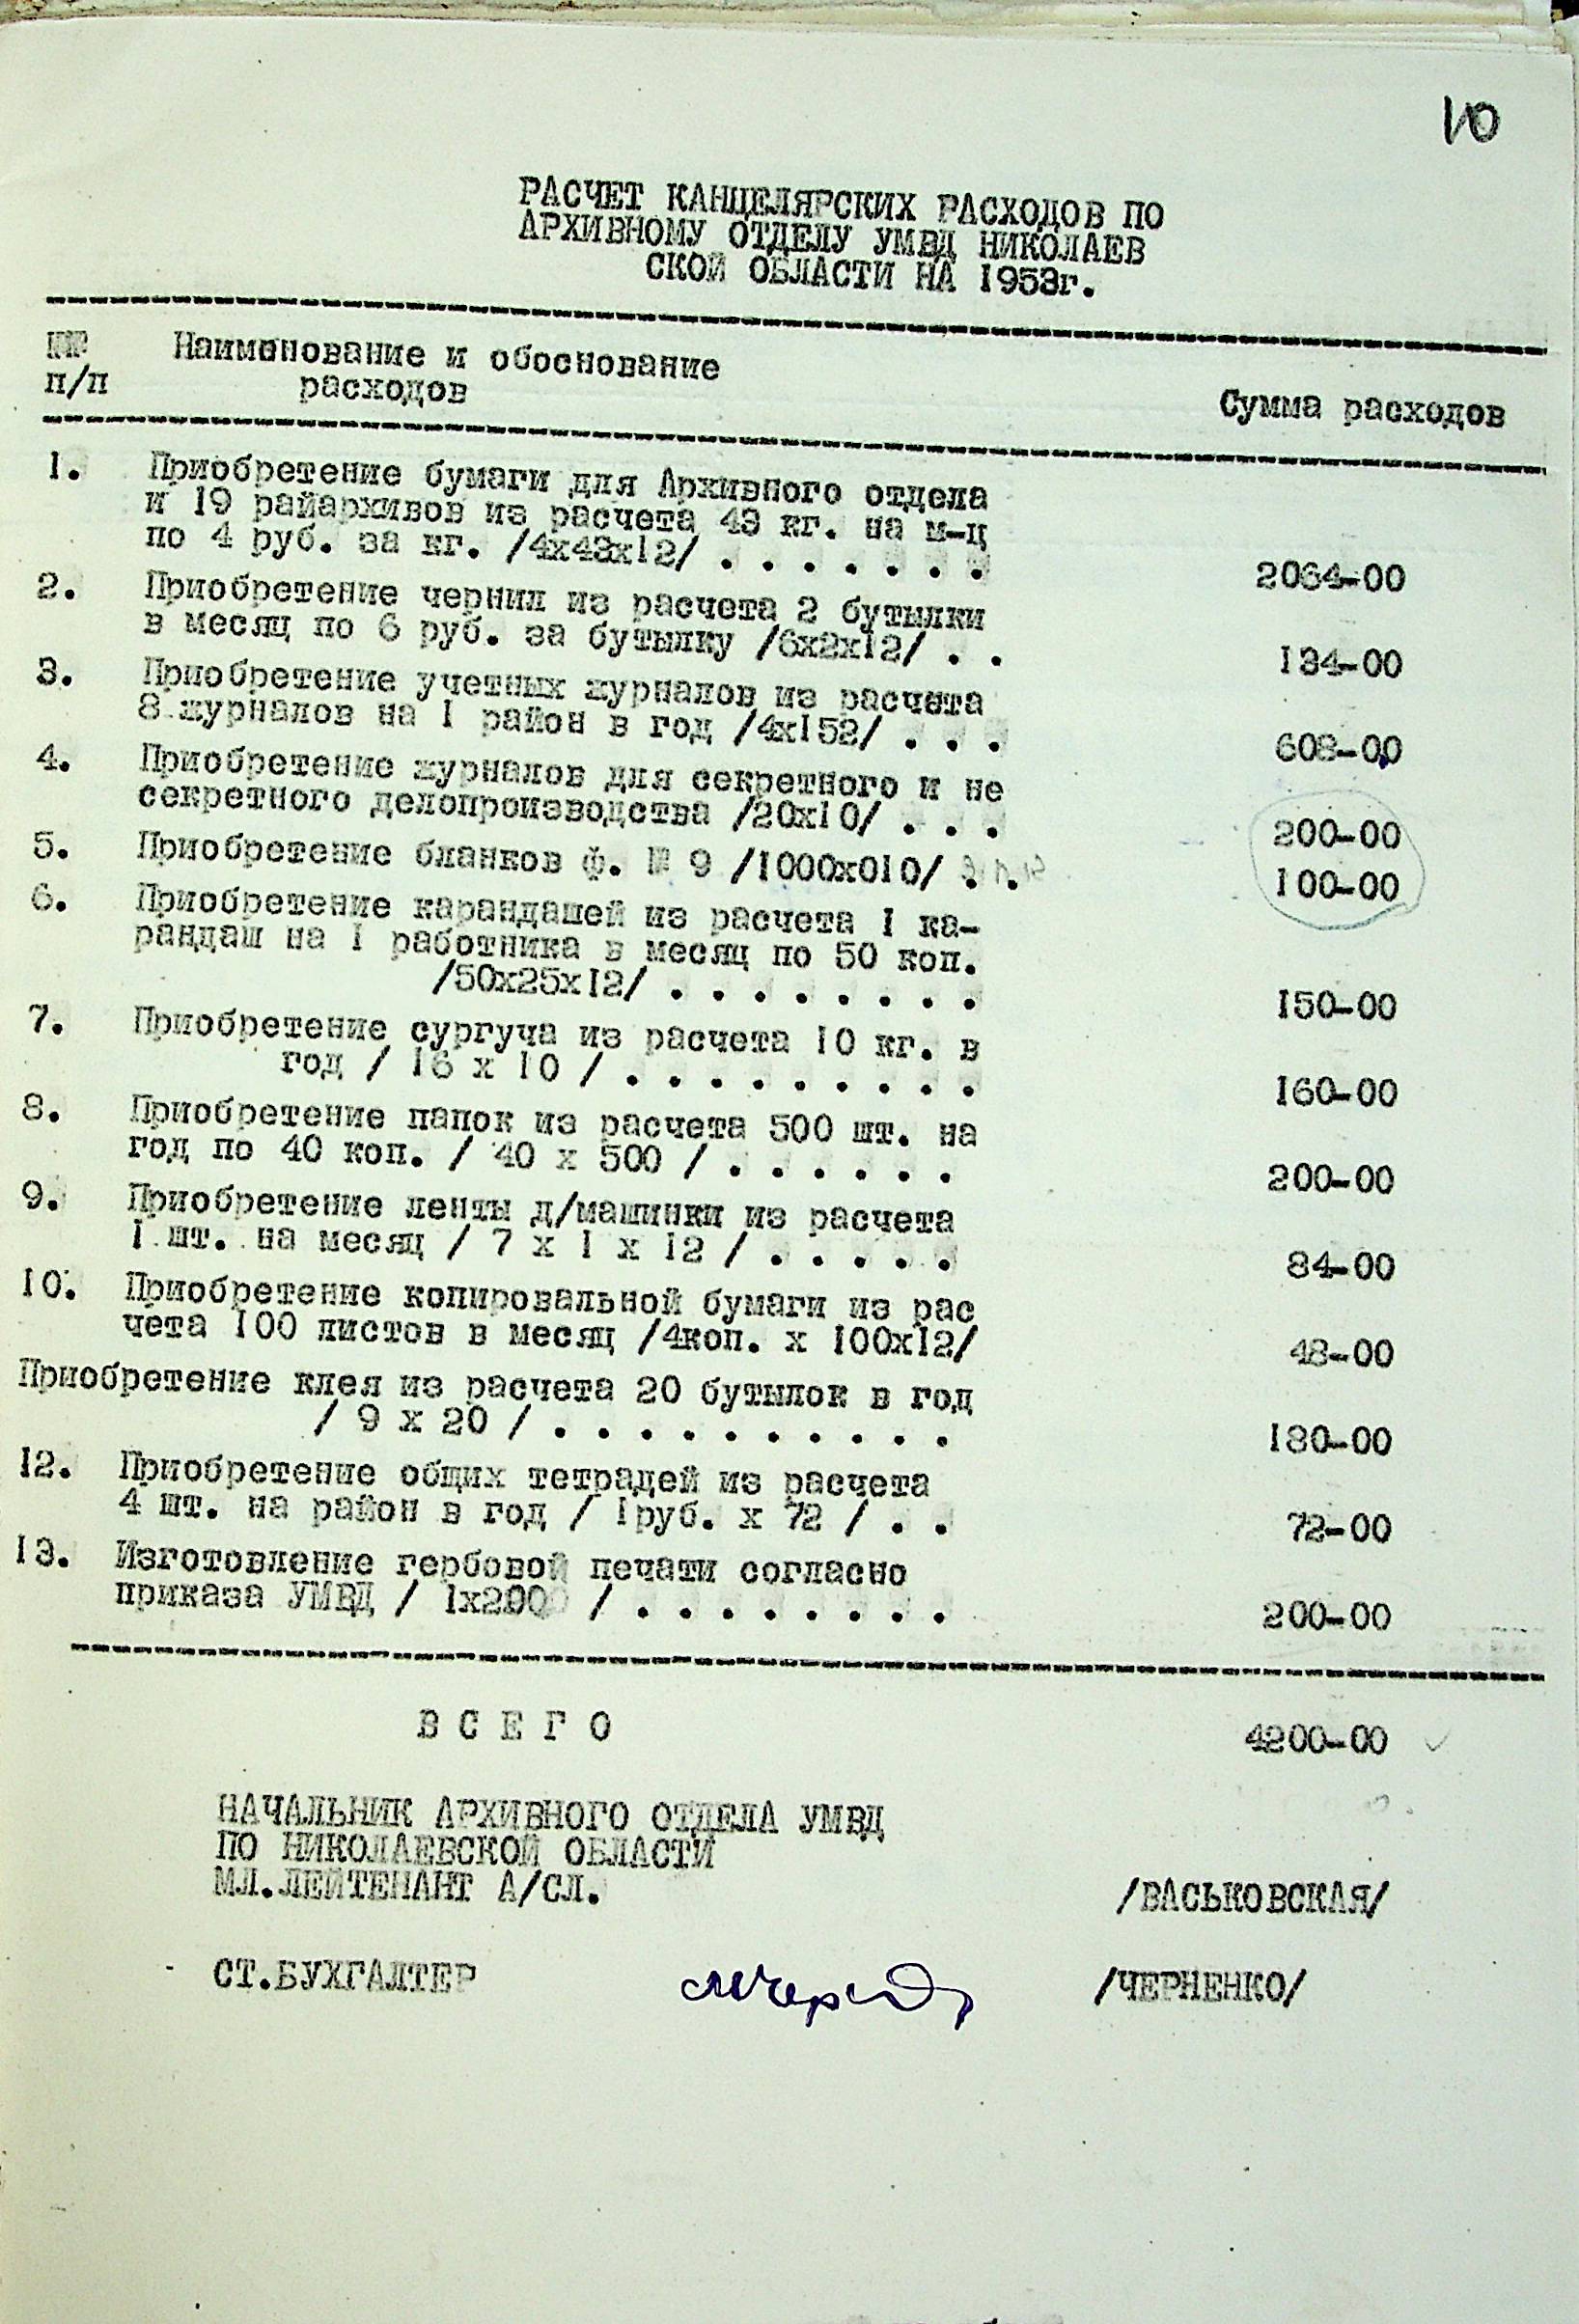 10
РАСЧЕТ КАНЦЕЛЯРСКИХ РАСХОДОВ ПО
АРХИВНОМУ ОТДЕЛУ УМВД НИКОЛАЕВ
СКОЙ ОБЛАСТИ НА 1953г.
№№ Наименование и обоснование
п/п расходов Сумма расходов
1. Приобретение бумаги для Архивного отдела
и 19 райархивов из расчета 43 кг. на м-ц
по 4 руб. за кг. /4х43х12/ . . . . . . . 2064-00
2. Приобретение чернил из расчета 2 бутылки
в месяц по 6 руб. за бутылку /6х2х12/ . . 134-00
3. Приобретение учетных журналов из расчета
8 журналов на 1 район в год /4х152/ . . . 608-00
4. Приобретение журналов для секретного и не
секретного делопроизводства /20х10/ . . . 200-00
5. Приобретение бланков ф. № 9 /1000х010/ . . 100-00
6. Приобретение карандашей из расчета 1 ка-
рандаш на 1 работника в месяц по 50 коп.
/50х25х12/ . . . . . . . . 150-00
7. Приобретение сургуча из расчета 10 кг. в
год / 16 х 10 / . . . . . . . . . 160-00
8. Приобретение папок из расчета 500 шт. на
год по 40 коп. / 40 х 500 / . . . . . . 200-00
9. Приобретение ленты д/машинки из расчета
1 шт. на месяц / 7 х 1 х 12 / . . . . . 84-00
10. Приобретение копировальной бумаги из рас
чета 100 листов в месяц /4коп. х 100х12/ 48-00
Приобретение клея из расчета 20 бутылок в год
/ 9 х 20 / . . . . . . . . . . 180-00
12. Приобретение общих тетрадей из расчета
4 шт. на район в год / 1руб. х 72 / . . 72-00
13. Изготовление гербовой печати согласно
приказа УМВД / 1х200 / . . . . . . . . 200-00
В С Е Г О 4200-00
НАЧАЛЬНИК АРХИВНОГО ОТДЕЛА УМВД
ПО НИКОЛАЕВСКОЙ ОБЛАСТИ
МЛ.ЛЕЙТЕНАНТ А/СЛ. /ВАСЬКОВСКАЯ/
СТ.БУХГАЛТЕР /ЧЕРНЕНКО/